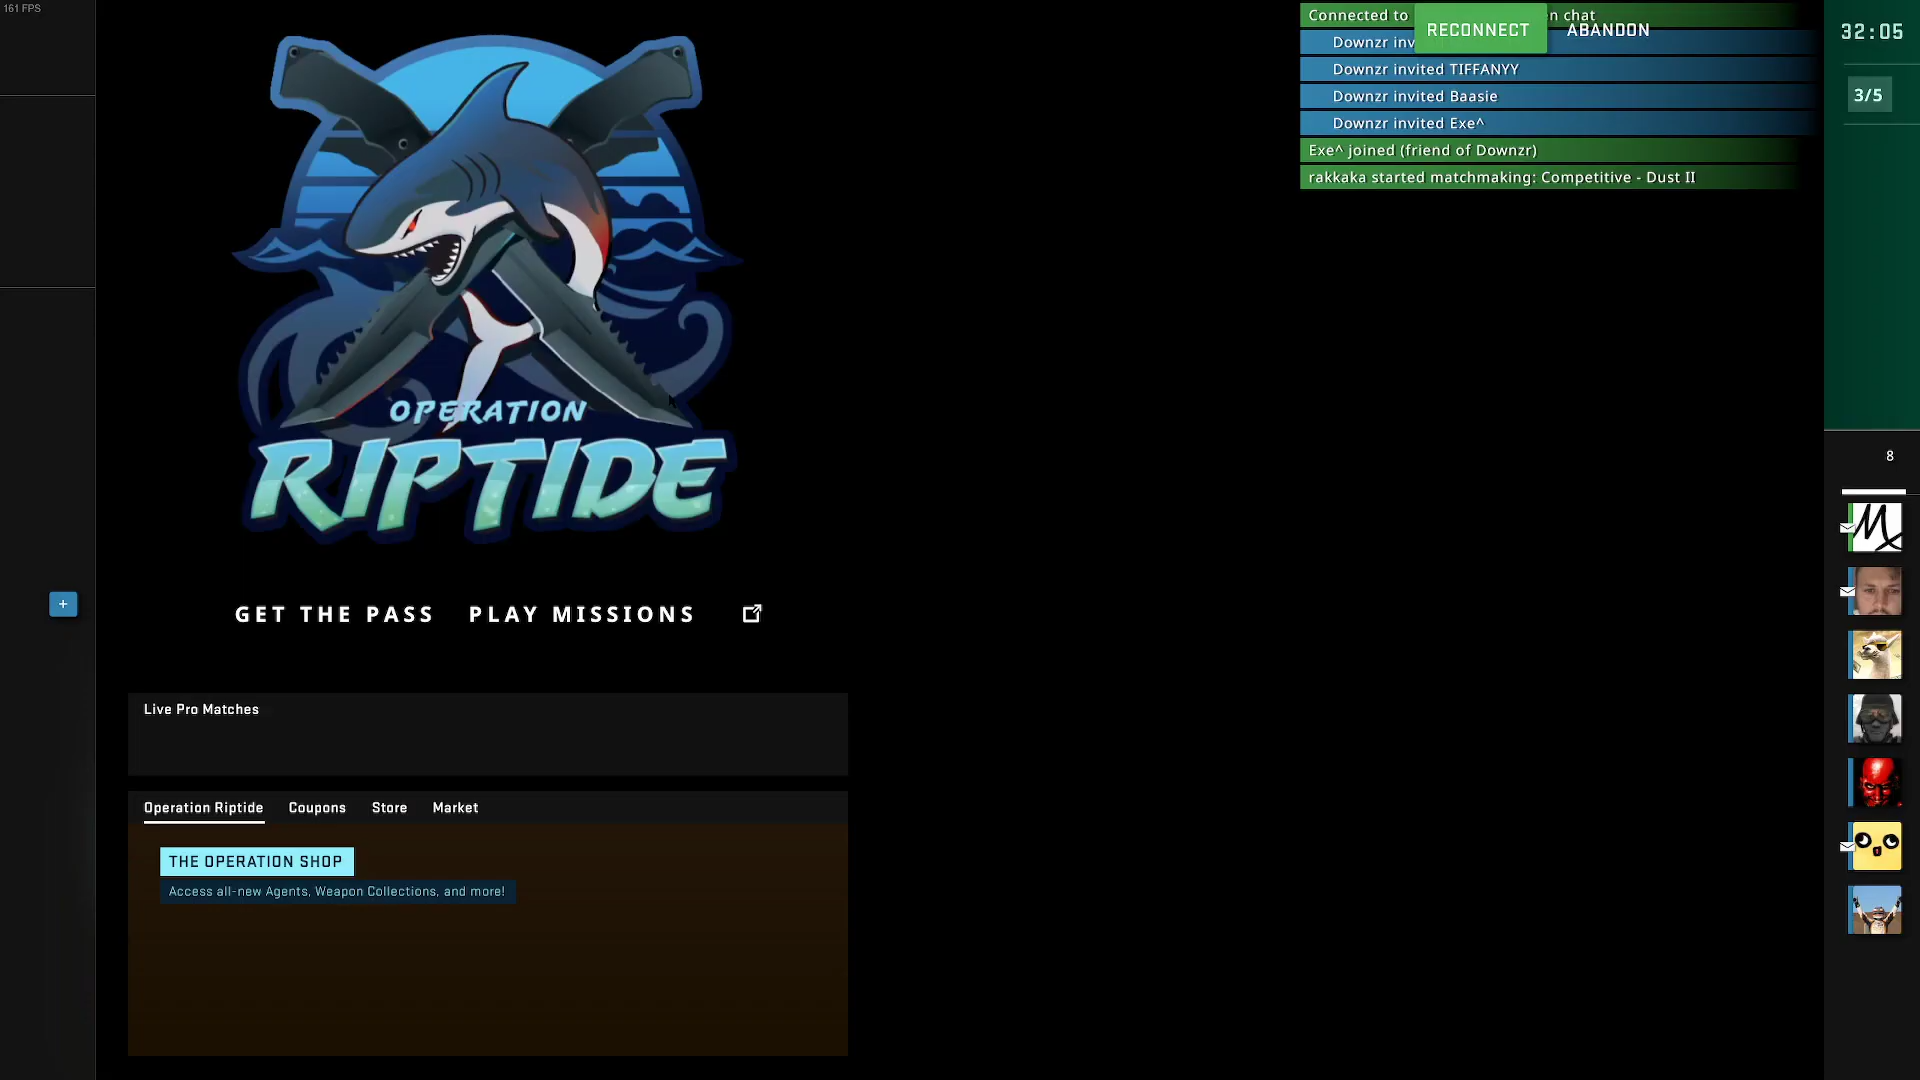 161 FPS
Connected to
n chat
RECONNECT
ABANDON
32:05
Downzr inv
Downzr invited TIFFANYY
Downzr invited Baasie
3/5
Downzr invited Exe^
Exe^ joined (friend of Downzr)
rakkaka started matchmaking: Competitive - Dust II
OPERATION
RIPTIDE
8
+
GET THE PASS
PLAY MISSIONS
Live Pro Matches
Operation Riptide
Coupons
Store
Market
THE OPERATION SHOP
Access all-new Agents, Weapon Collections, and more!